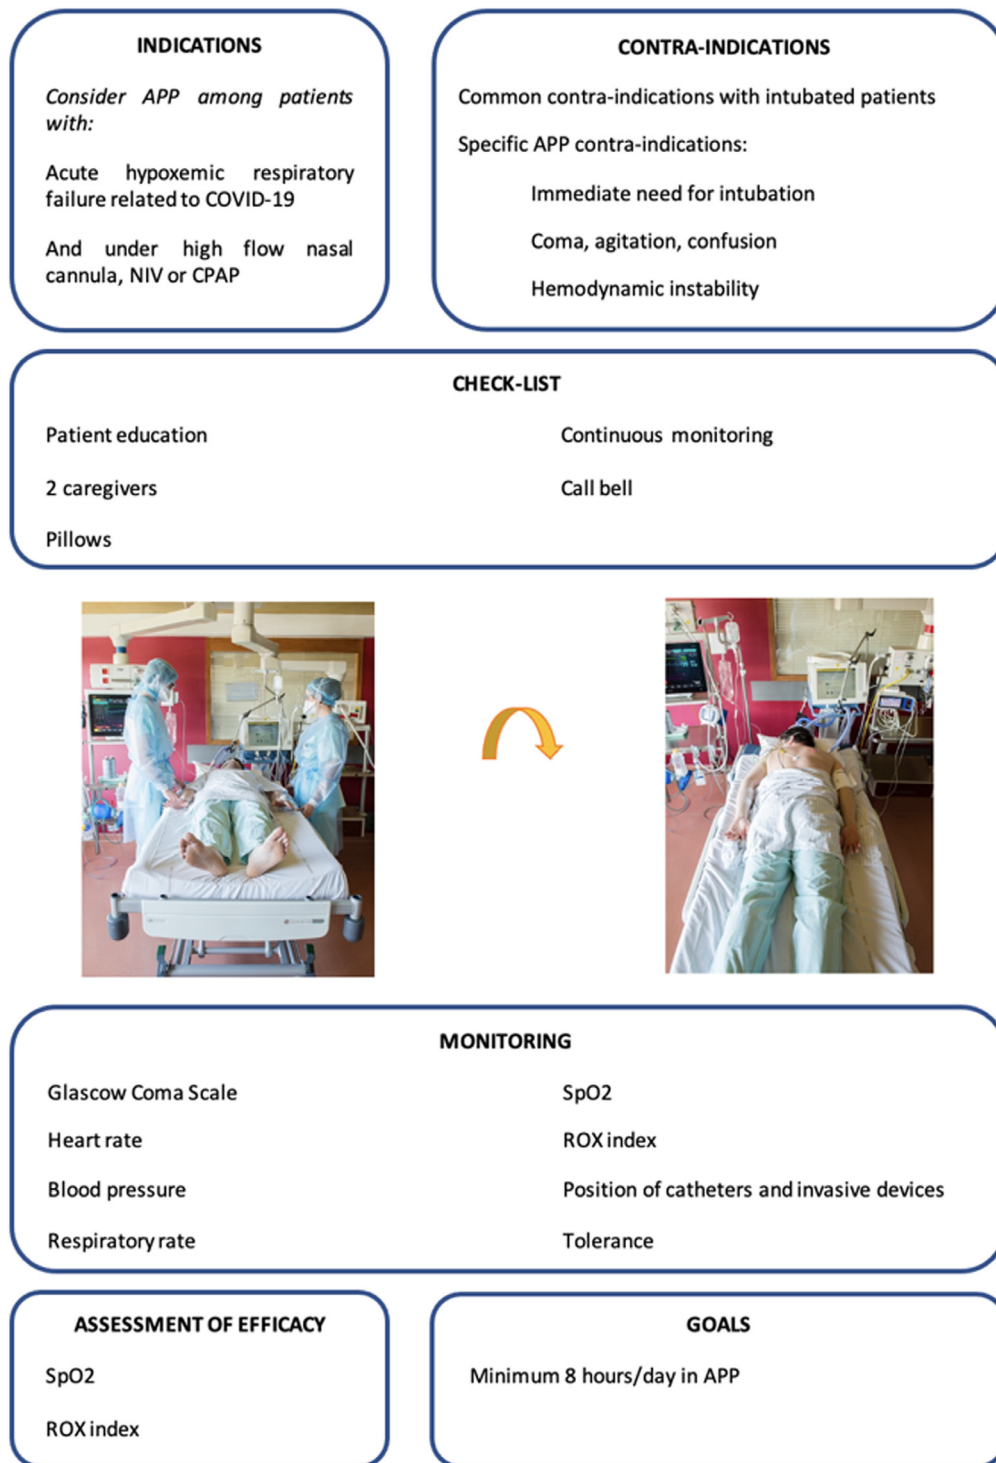 INDICATIONS
Consider APP among patients
with:
Acute hypoxemic respiratory
failure related to COVID-19
And under high flow nasal
cannula, NIV or CPAP
CONTRA-INDICATIONS
Common contra-indications with intubated patients
Specific APP contra-indications:
Immediate need for intubation
Coma, agitation, confusion
Hemodynamic instability
CHECK-LIST
Patient education
2 caregivers
Pillows
Continuous monitoring
Call bell
MONITORING
Glascow Coma Scale
Heart rate
Blood pressure
Respiratory rate
SpO2
ROX index
Position of catheters and invasive devices
Tolerance
ASSESSMENT OF EFFICACY
SpO2
ROX index
GOALS
Minimum 8 hours/day in APP